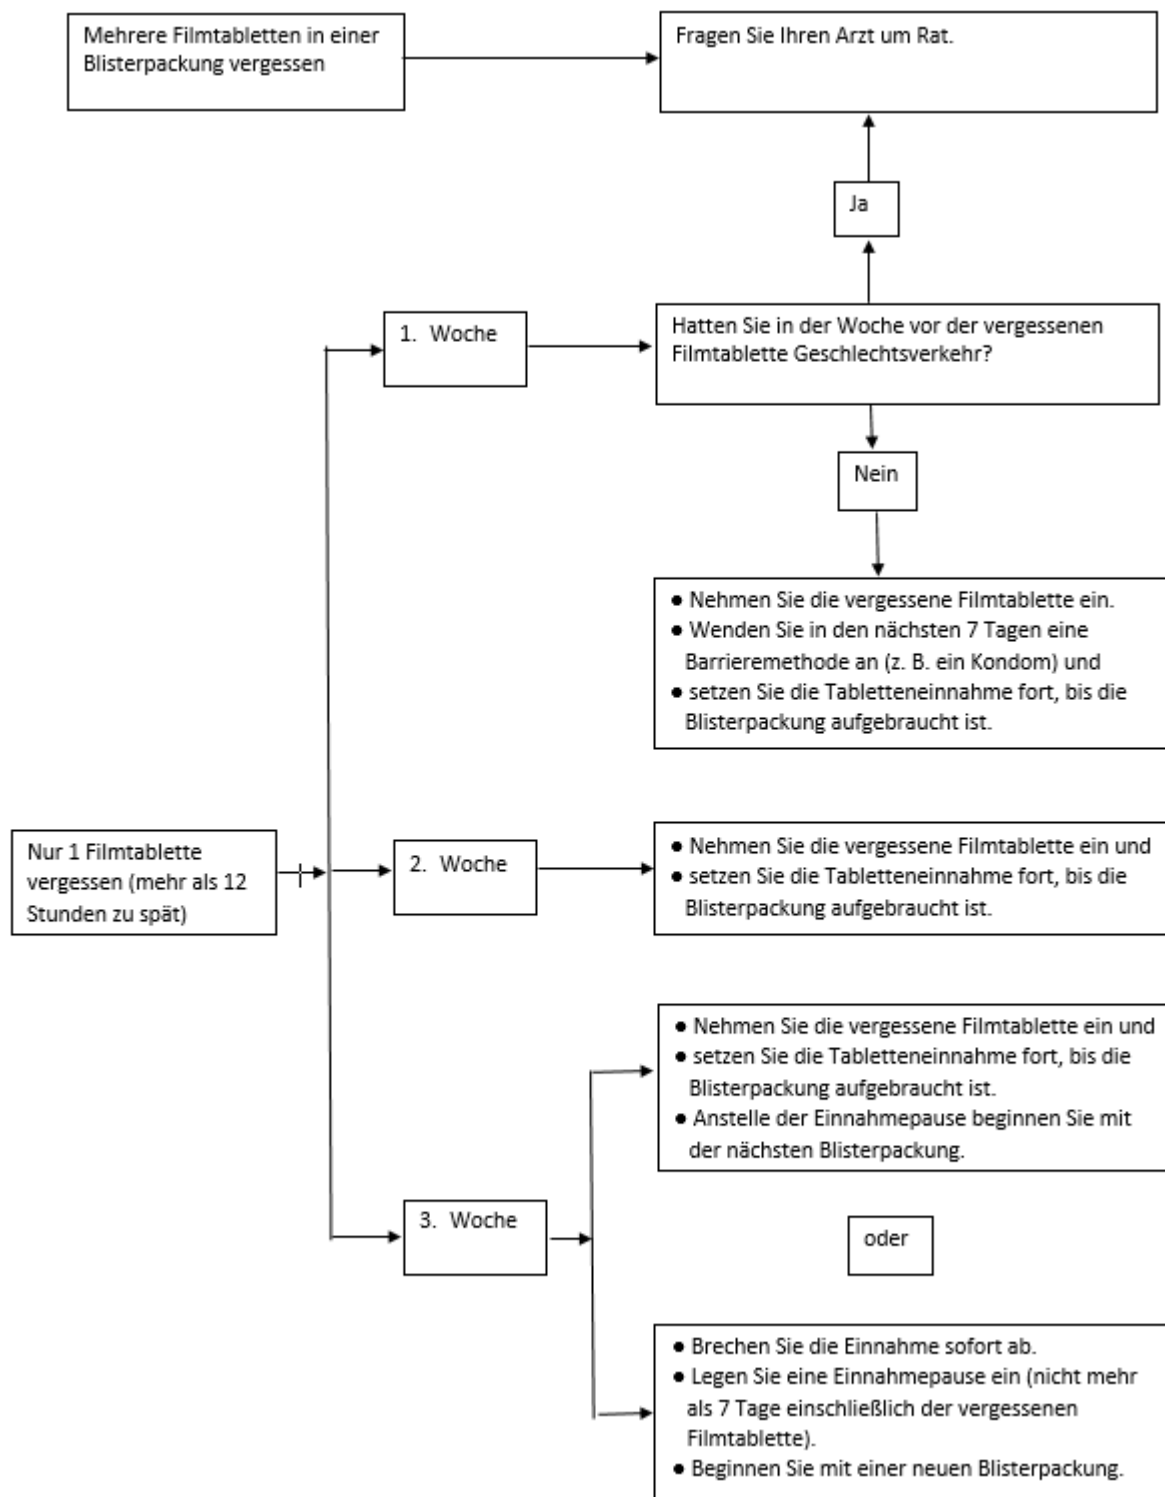 Mehrere Filmtabletten in einer
Blisterpackung vergessen
Fragen Sie Ihren Arzt um Rat.
Ja
1. Woche
Hatten Sie in der Woche vor der vergessenen
Filmtablette Geschlechtsverkehr?
Nein
● Nehmen Sie die vergessene Filmtablette ein.
● Wenden Sie in den nächsten 7 Tagen eine
Barrieremethode an (z. B. ein Kondom) und
● setzen Sie die Tabletteneinnahme fort, bis die
Blisterpackung aufgebraucht ist.
Nur 1 Filmtablette
vergessen (mehr als 12
Stunden zu spät)
2. Woche
● Nehmen Sie die vergessene Filmtablette ein und
● setzen Sie die Tabletteneinnahme fort, bis die
Blisterpackung aufgebraucht ist.
3. Woche
● Nehmen Sie die vergessene Filmtablette ein und
● setzen Sie die Tabletteneinnahme fort, bis die
Blisterpackung aufgebraucht ist.
● Anstelle der Einnahmepause beginnen Sie mit
der nächsten Blisterpackung.
oder
● Brechen Sie die Einnahme sofort ab.
● Legen Sie eine Einnahmepause ein (nicht mehr
als 7 Tage einschließlich der vergessenen
Filmtablette).
● Beginnen Sie mit einer neuen Blisterpackung.